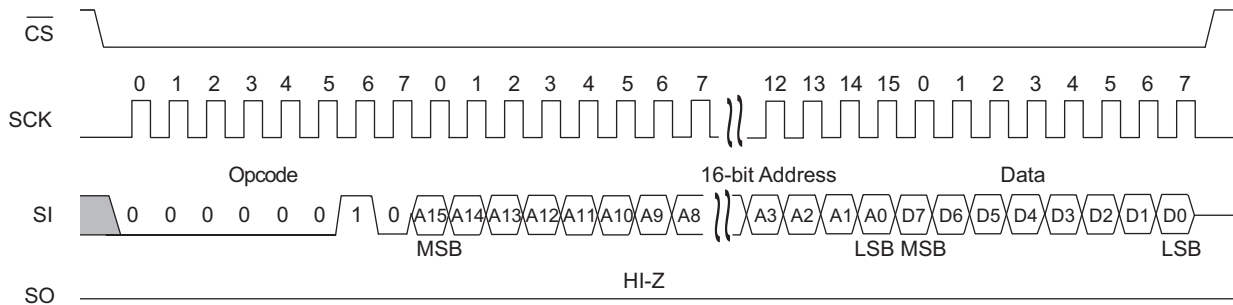 CS
0 1 2 3 4 5 6 7 0 1 2 3 4 5 6 7 12 13 14 15 0 1 2 3 4 5 6 7
SCK
Opcode 16-bit Address Data
SI 0 0 0 0 0 0 1 0 A15 A14 A13 A12 A11 A10 A9 A8 A3 A2 A1 A0 D7 D6 D5 D4 D3 D2 D1 D0
MSB LSB MSB LSB
HI-Z
SO